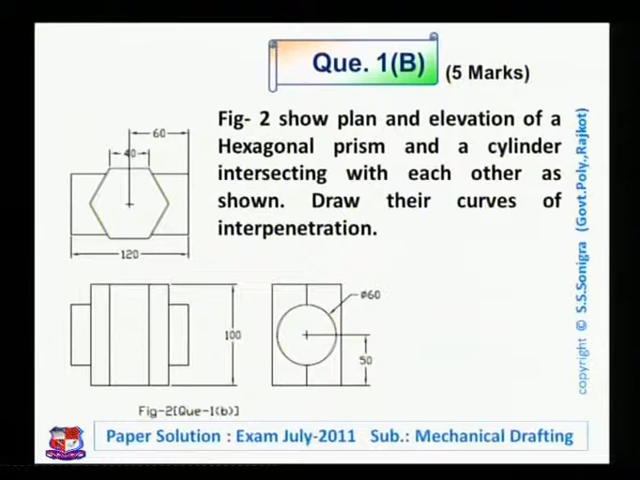 Que. 1(B)
(5 Marks)
Fig- 2 show plan and elevation of a
Hexagonal prism and a cylinder
intersecting with each other as
shown. Draw their curves of
interpenetration.
60
40
120
100
ø60
50
Fig-2[Que-1(b)]
copyright © S.S.Sonigra (Govt.Poly.,Rajkot)
Paper Solution : Exam July-2011 Sub.: Mechanical Drafting